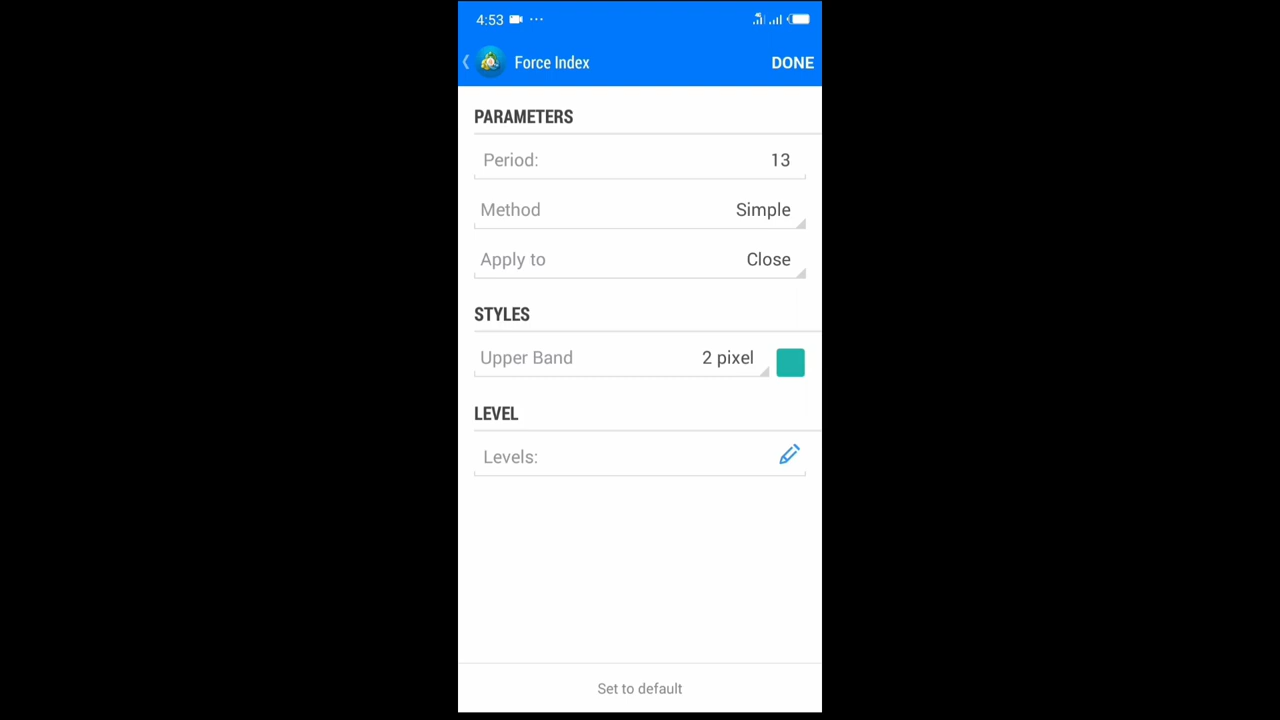 4:53 ...
Force Index DONE
PARAMETERS
Period: 13
Method Simple
Apply to Close
STYLES
Upper Band 2 pixel
LEVEL
Levels:
Set to default